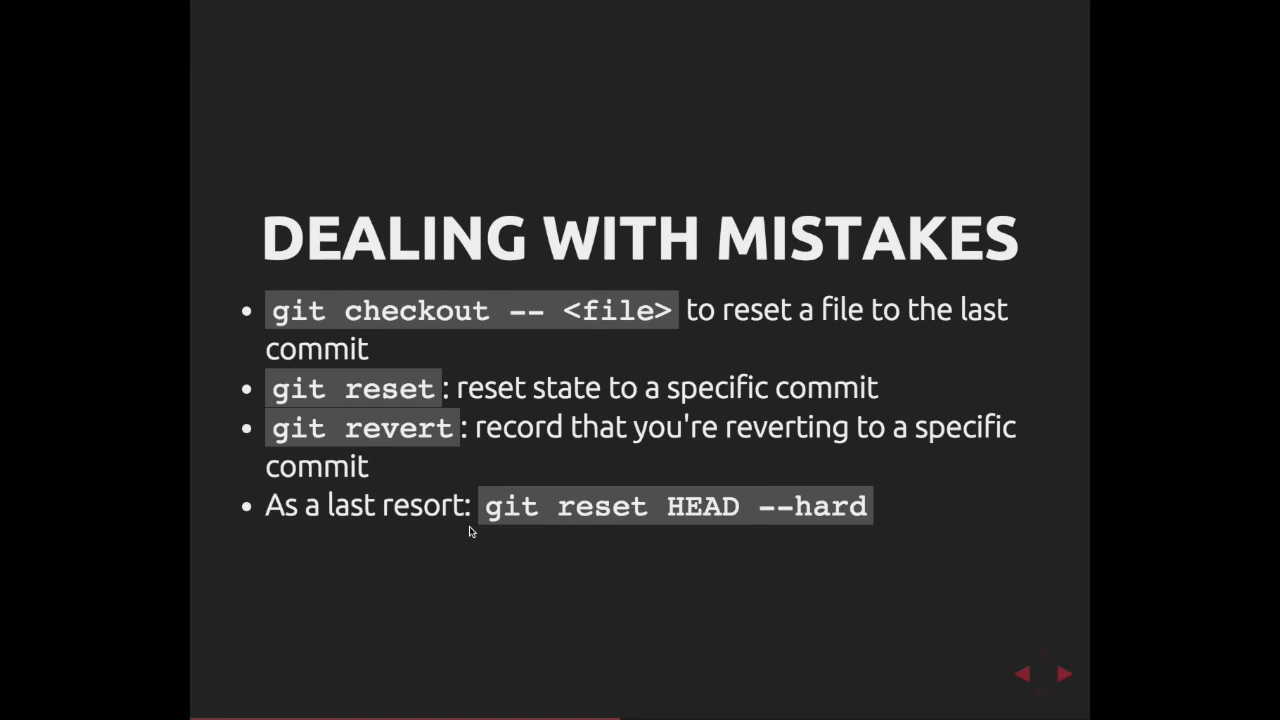 DEALING WITH MISTAKES
• git checkout -- <file> to reset a file to the last
commit
• git reset: reset state to a specific commit
• git revert: record that you're reverting to a specific
commit
• As a last resort: git reset HEAD --hard